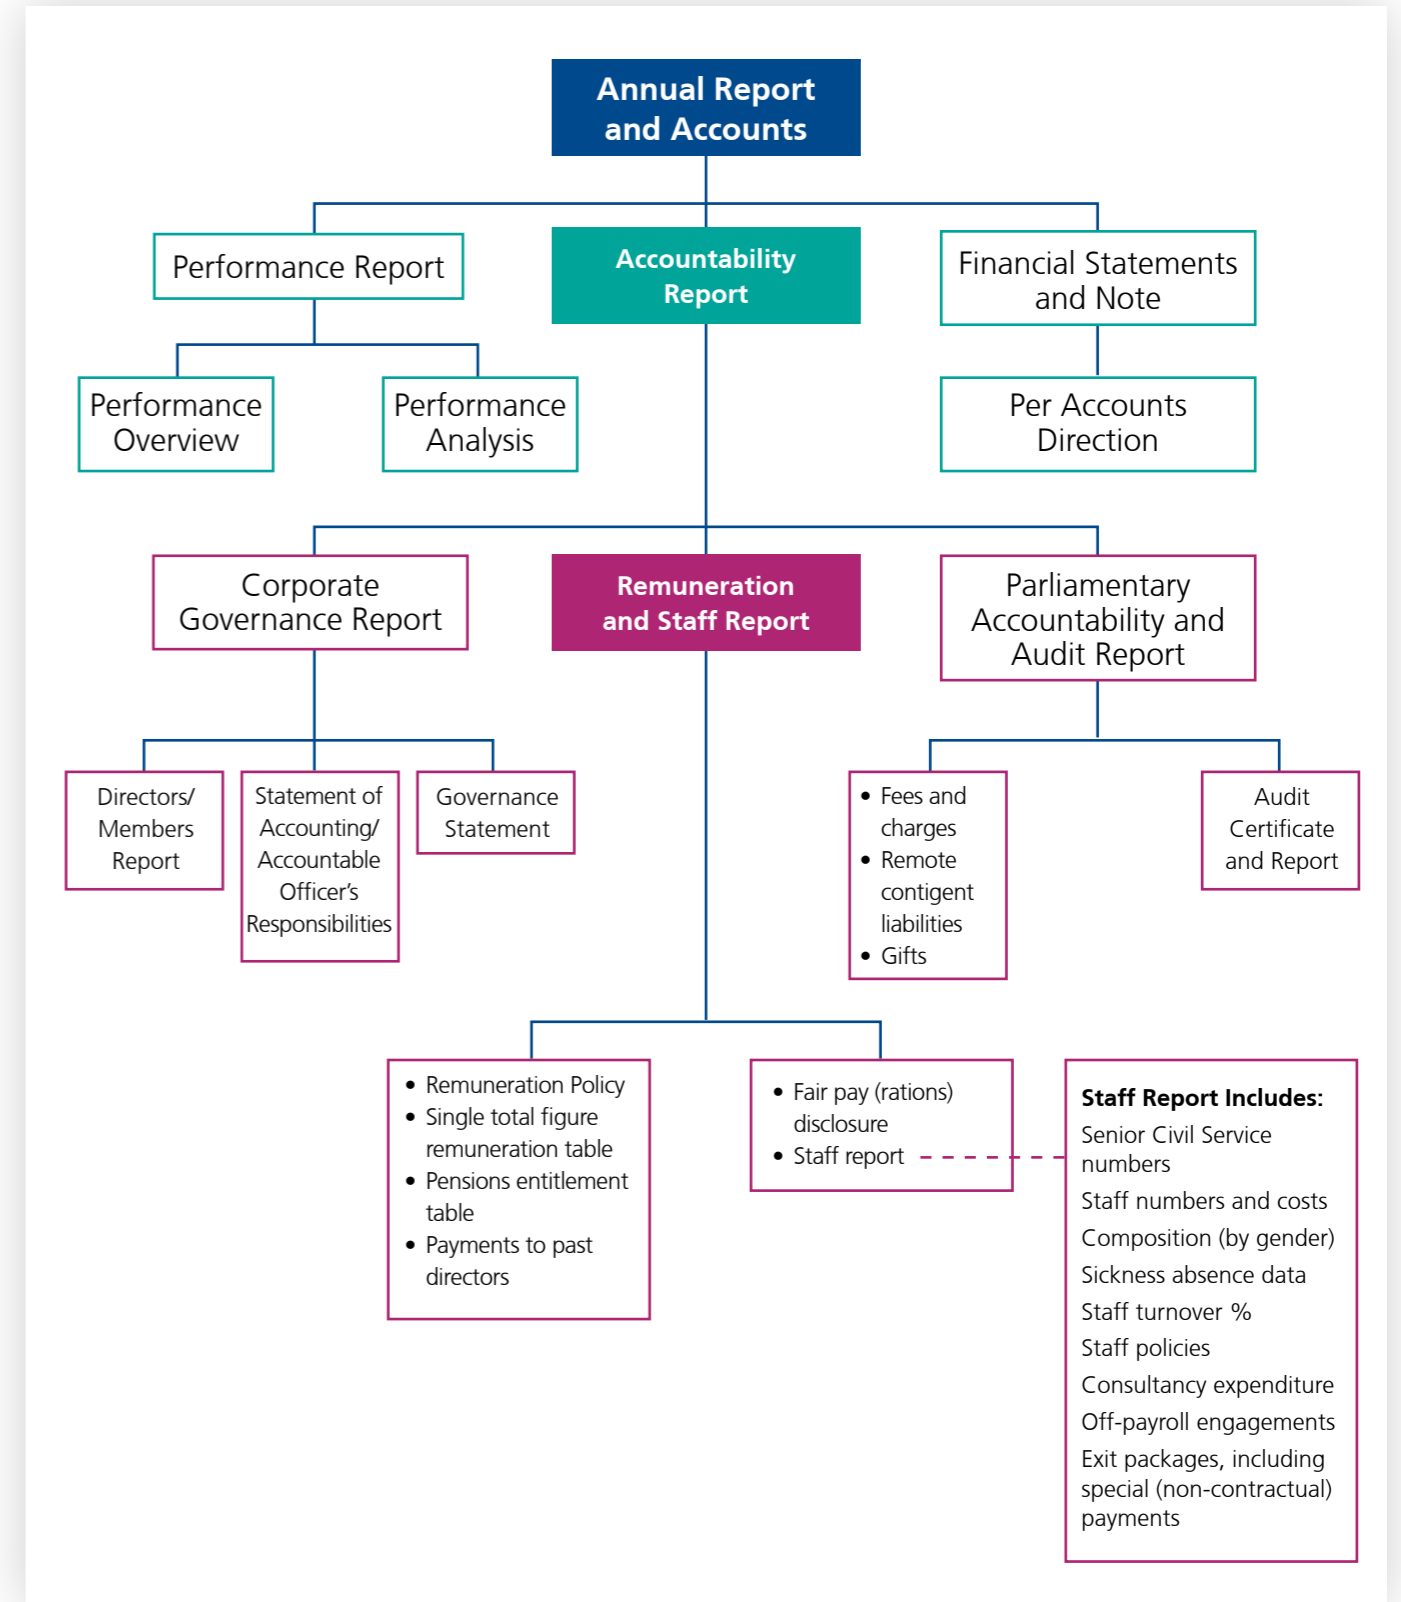 Annual Report
and Accounts
Performance Report
Accountability
Report
Financial Statements
and Note
Performance
Overview
Performance
Analysis
Per Accounts
Direction
Corporate
Governance Report
Remuneration
and Staff Report
Parliamentary
Accountability and
Audit Report
Directors/
Members
Report
Statement of
Accounting/
Accountable
Officer’s
Responsibilities
Governance
Statement
• Fees and
charges
• Remote
contigent
liabilities
• Gifts
Audit
Certificate
and Report
• Remuneration Policy
• Single total figure
remuneration table
• Pensions entitlement
table
• Payments to past
directors
• Fair pay (rations)
disclosure
• Staff report
Staff Report Includes:
Senior Civil Service
numbers
Staff numbers and costs
Composition (by gender)
Sickness absence data
Staff turnover %
Staff policies
Consultancy expenditure
Off-payroll engagements
Exit packages, including
special (non-contractual)
payments